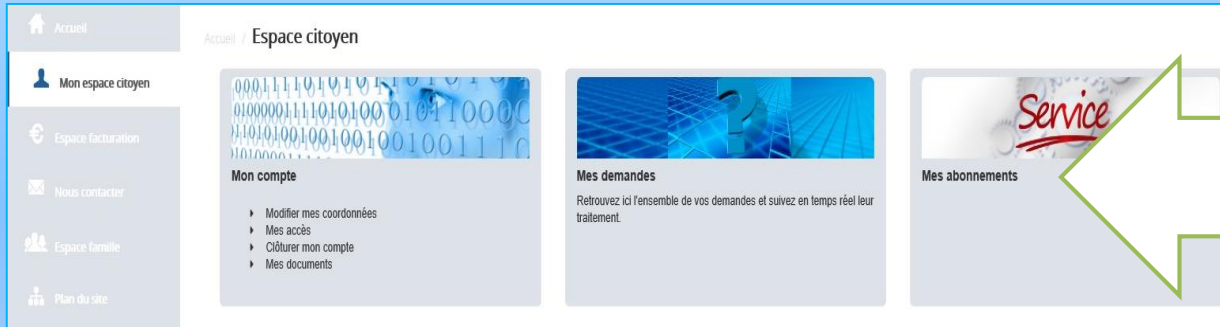 Accueil
Mon espace citoyen
Espace facturation
Nous contacter
Espace famille
Plan du site
Accueil / Espace citoyen
Mon compte
Modifier mes coordonnées
Mes accès
Clôturer mon compte
Mes documents
Mes demandes
Retrouvez ici l'ensemble de vos demandes et suivez en temps réel leur
traitement.
Service
Mes abonnements